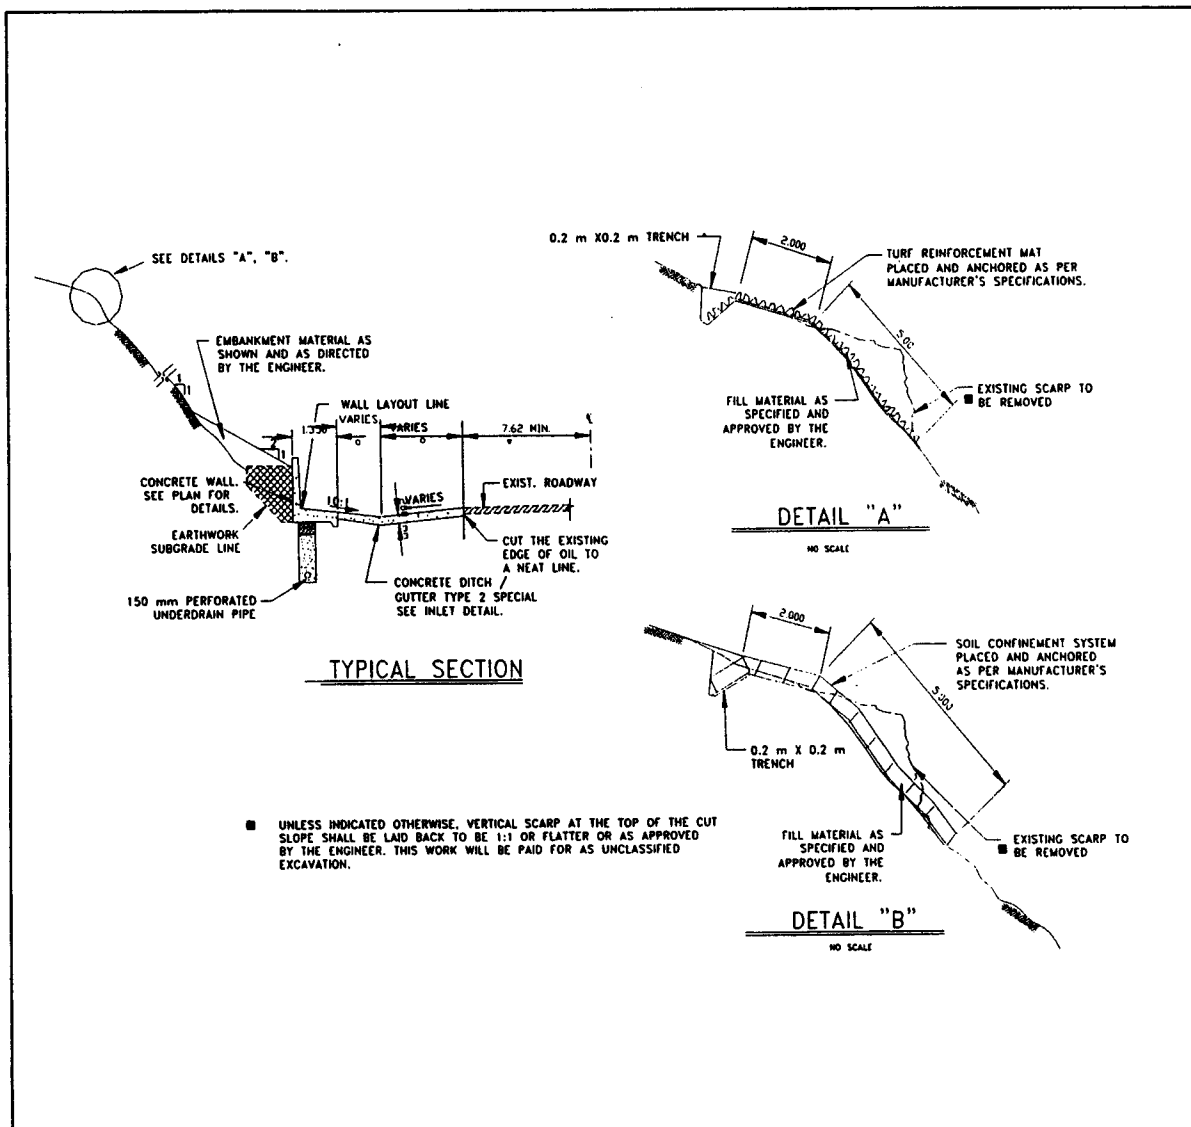 SEE DETAILS "A", "B".
EMBANKMENT MATERIAL AS
SHOWN AND AS DIRECTED
BY THE ENGINEER.
1
1
WALL LAYOUT LINE
VARIES
VARIES
7.62 MIN.
1
CONCRETE WALL.
SEE PLAN FOR
DETAILS.
EARTHWORK
SUBGRADE LINE
VARIES
EXIST. ROADWAY
CUT THE EXISTING
EDGE OF OIL TO
A NEAT LINE.
CONCRETE DITCH
GUTTER TYPE 2 SPECIAL
SEE INLET DETAIL.
150 mm PERFORATED
UNDERDRAIN PIPE
TYPICAL SECTION
0.2 m X0.2 m TRENCH
2.000
TURF REINFORCEMENT MAT
PLACED AND ANCHORED AS PER
MANUFACTURER'S SPECIFICATIONS.
FILL MATERIAL AS
SPECIFIED AND
APPROVED BY THE
ENGINEER.
EXISTING SCARP TO
■ BE REMOVED
DETAIL "A"
NO SCALE
2.000
SOIL CONFINEMENT SYSTEM
PLACED AND ANCHORED
AS PER MANUFACTURER'S
SPECIFICATIONS.
0.2 m X 0.2 m
TRENCH
FILL MATERIAL AS
SPECIFIED AND
APPROVED BY THE
ENGINEER.
EXISTING SCARP TO
■ BE REMOVED
DETAIL "B"
NO SCALE
■ UNLESS INDICATED OTHERWISE, VERTICAL SCARP AT THE TOP OF THE CUT
SLOPE SHALL BE LAID BACK TO BE 1:1 OR FLATTER OR AS APPROVED
BY THE ENGINEER. THIS WORK WILL BE PAID FOR AS UNCLASSIFIED
EXCAVATION.